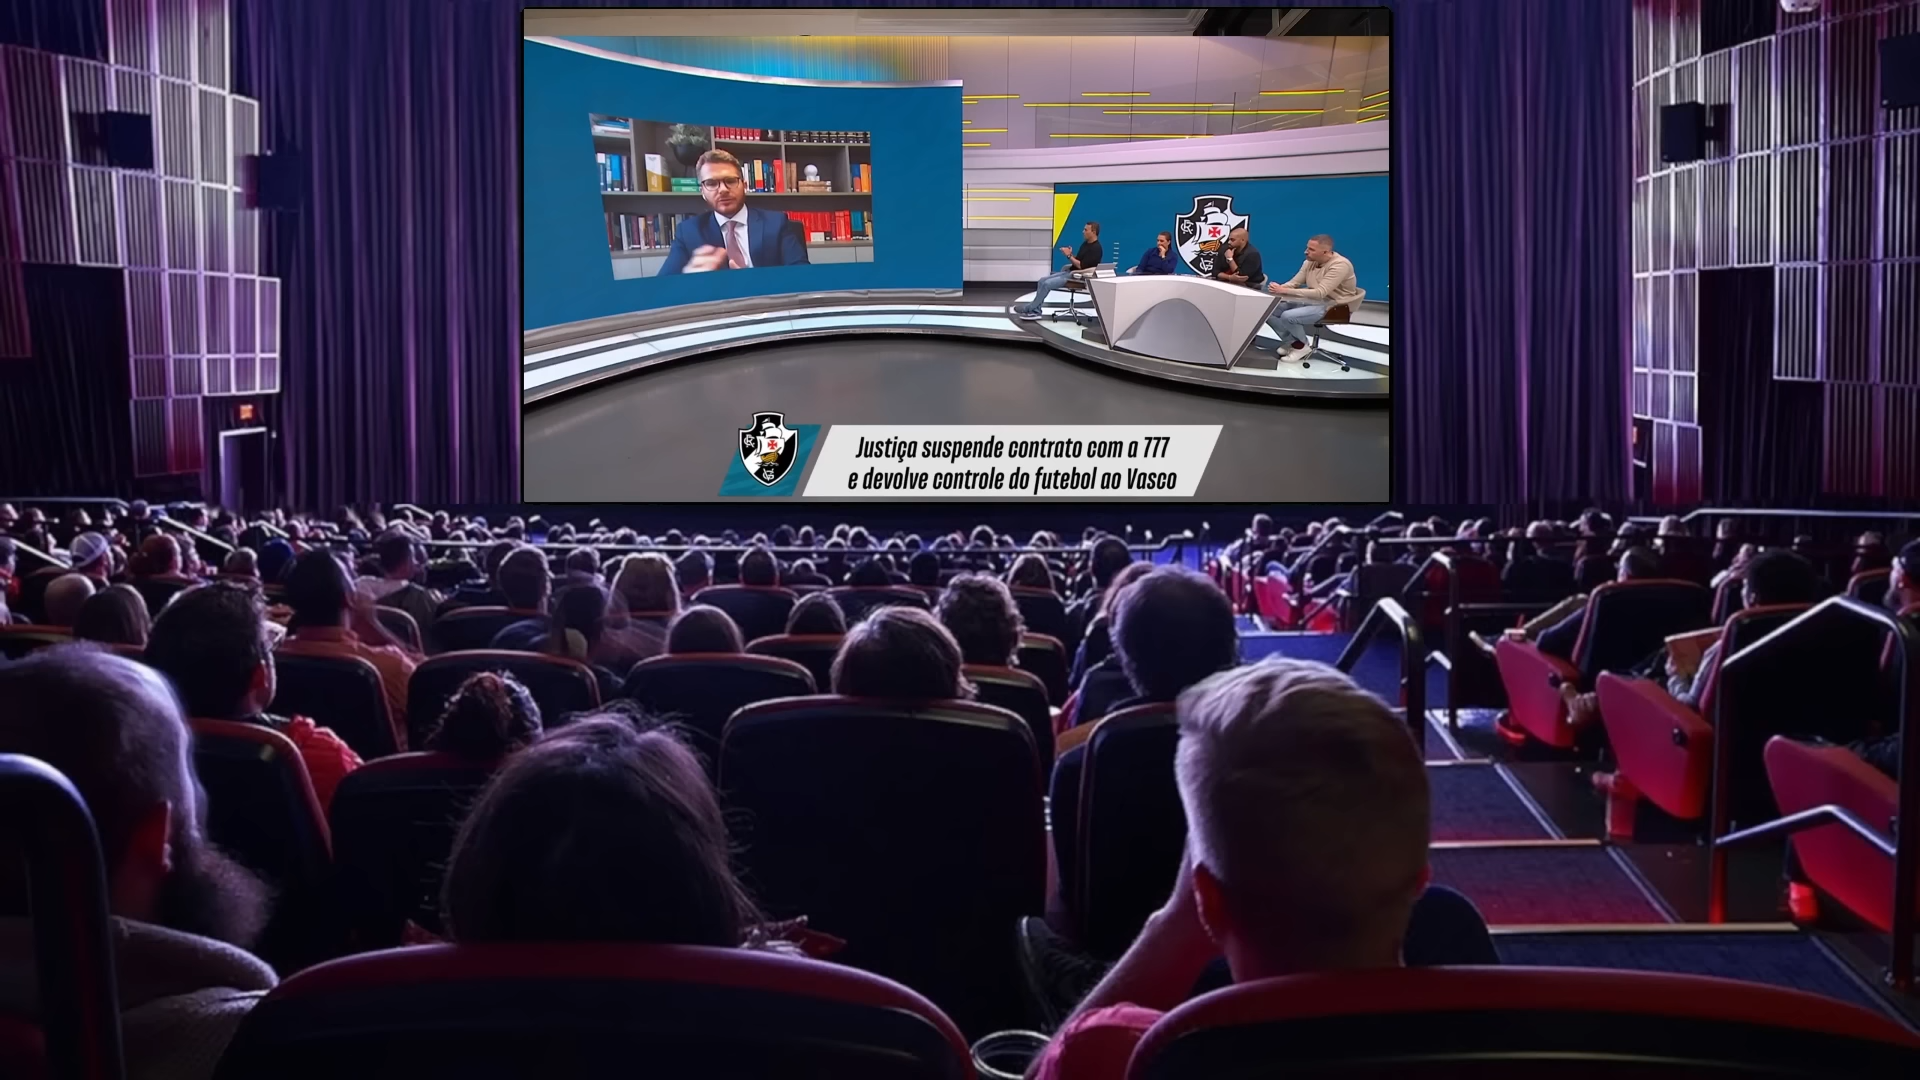 Justiça suspende contrato com a 777
e devolve controle do futebol ao Vasco